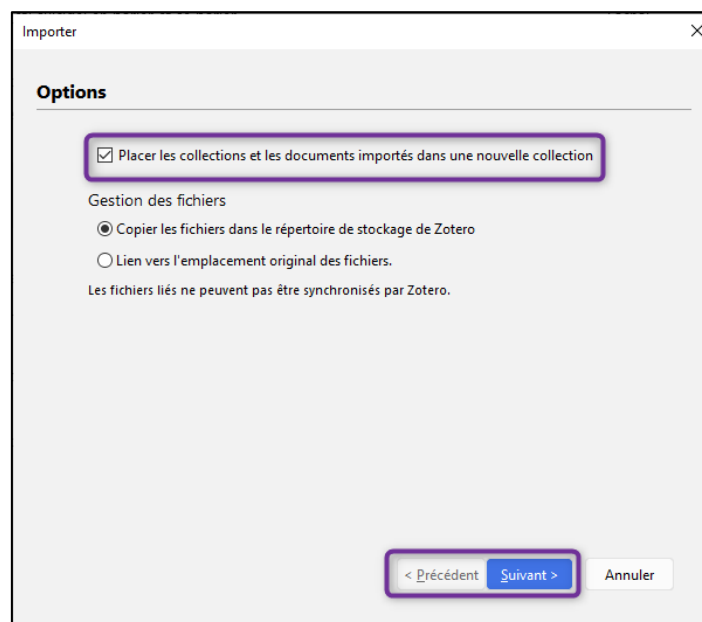 Importer
Options
Placer les collections et les documents importés dans une nouvelle collection
Gestion des fichiers
Copier les fichiers dans le répertoire de stockage de Zotero
Lien vers l'emplacement original des fichiers.
Les fichiers liés ne peuvent pas être synchronisés par Zotero.
< Précédent Suivant > Annuler